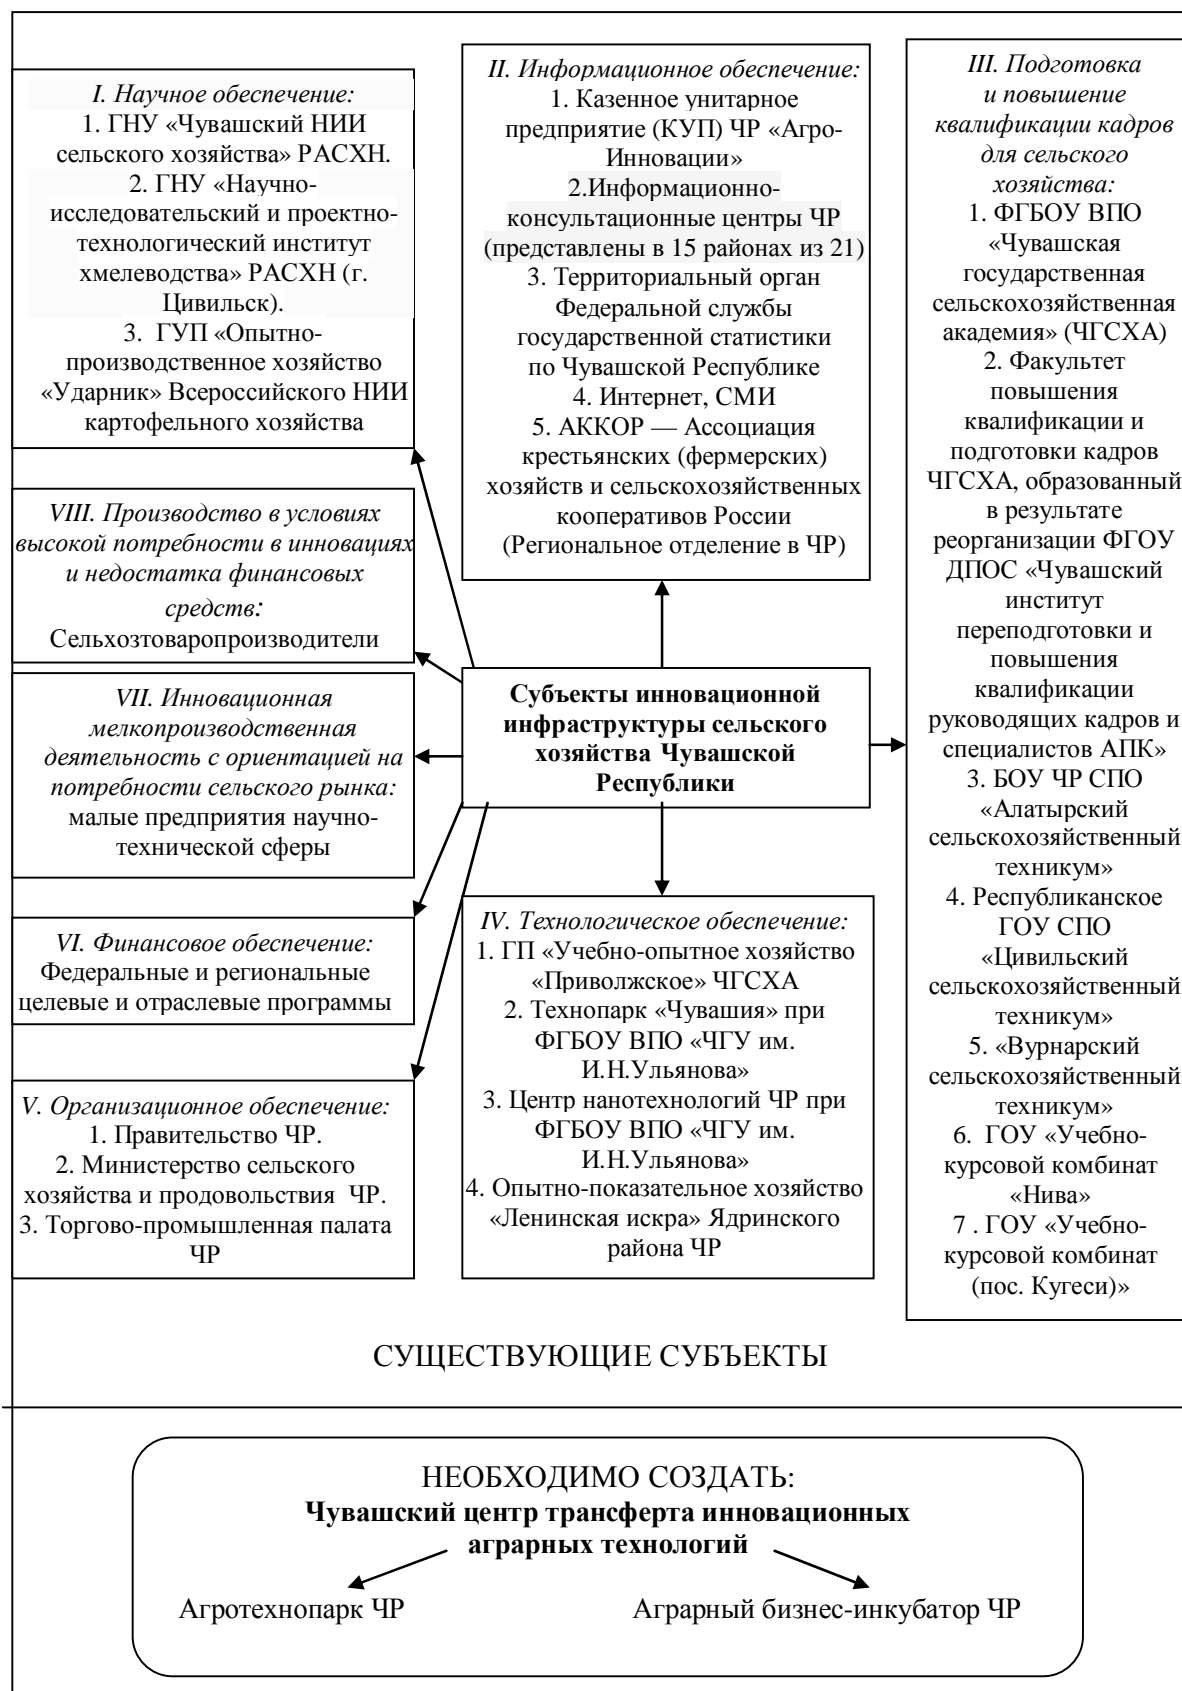 I. Научное обеспечение:
1. ГНУ «Чувашский НИИ
сельского хозяйства» РАСХН.
2. ГНУ «Научно-
исследовательский и проектно-
технологический институт
хмелеводства» РАСХН (г.
Цивильск).
3. ГУП «Опытно-
производственное хозяйство
«Ударник» Всероссийского НИИ
картофельного хозяйства
II. Информационное обеспечение:
1. Казенное унитарное
предприятие (КУП) ЧР «Агро-
Инновации»
2.Информационно-
консультационные центры ЧР
(представлены в 15 районах из 21)
3. Территориальный орган
Федеральной службы
государственной статистики
по Чувашской Республике
4. Интернет, СМИ
5. АККОР — Ассоциация
крестьянских (фермерских)
хозяйств и сельскохозяйственных
кооперативов России
(Региональное отделение в ЧР)
III. Подготовка
и повышение
квалификации кадров
для сельского
хозяйства:
1. ФГБОУ ВПО
«Чувашская
государственная
сельскохозяйственная
академия» (ЧГСХА)
2. Факультет
повышения
квалификации и
подготовки кадров
ЧГСХА, образованный
в результате
реорганизации ФГОУ
ДПОС «Чувашский
институт
переподготовки и
повышения
квалификации
руководящих кадров и
специалистов АПК»
3. БОУ ЧР СПО
«Алатырский
сельскохозяйственный
техникум»
4. Республиканское
ГОУ СПО
«Цивильский
сельскохозяйственный
техникум»
5. «Вурнарский
сельскохозяйственный
техникум»
6. ГОУ «Учебно-
курсовой комбинат
«Нива»
7 . ГОУ «Учебно-
курсовой комбинат
(пос. Кугеси)»
VIII. Производство в условиях
высокой потребности в инновациях
и недостатка финансовых
средств:
Сельхозтоваропроизводители
Субъекты инновационной
инфраструктуры сельского
хозяйства Чувашской
Республики
VII. Инновационная
мелкопроизводственная
деятельность с ориентацией на
потребности сельского рынка:
малые предприятия научно-
технической сферы
VI. Финансовое обеспечение:
Федеральные и региональные
целевые и отраслевые программы
V. Организационное обеспечение:
1. Правительство ЧР.
2. Министерство сельского
хозяйства и продовольствия ЧР.
3. Торгово-промышленная палата
ЧР
IV. Технологическое обеспечение:
1. ГП «Учебно-опытное хозяйство
«Приволжское» ЧГСХА
2. Технопарк «Чувашия» при
ФГБОУ ВПО «ЧГУ им.
И.Н.Ульянова»
3. Центр нанотехнологий ЧР при
ФГБОУ ВПО «ЧГУ им.
И.Н.Ульянова»
4. Опытно-показательное хозяйство
«Ленинская искра» Ядринского
района ЧР
СУЩЕСТВУЮЩИЕ СУБЪЕКТЫ
НЕОБХОДИМО СОЗДАТЬ:
Чувашский центр трансферта инновационных
аграрных технологий
Агротехнопарк ЧР
Аграрный бизнес-инкубатор ЧР